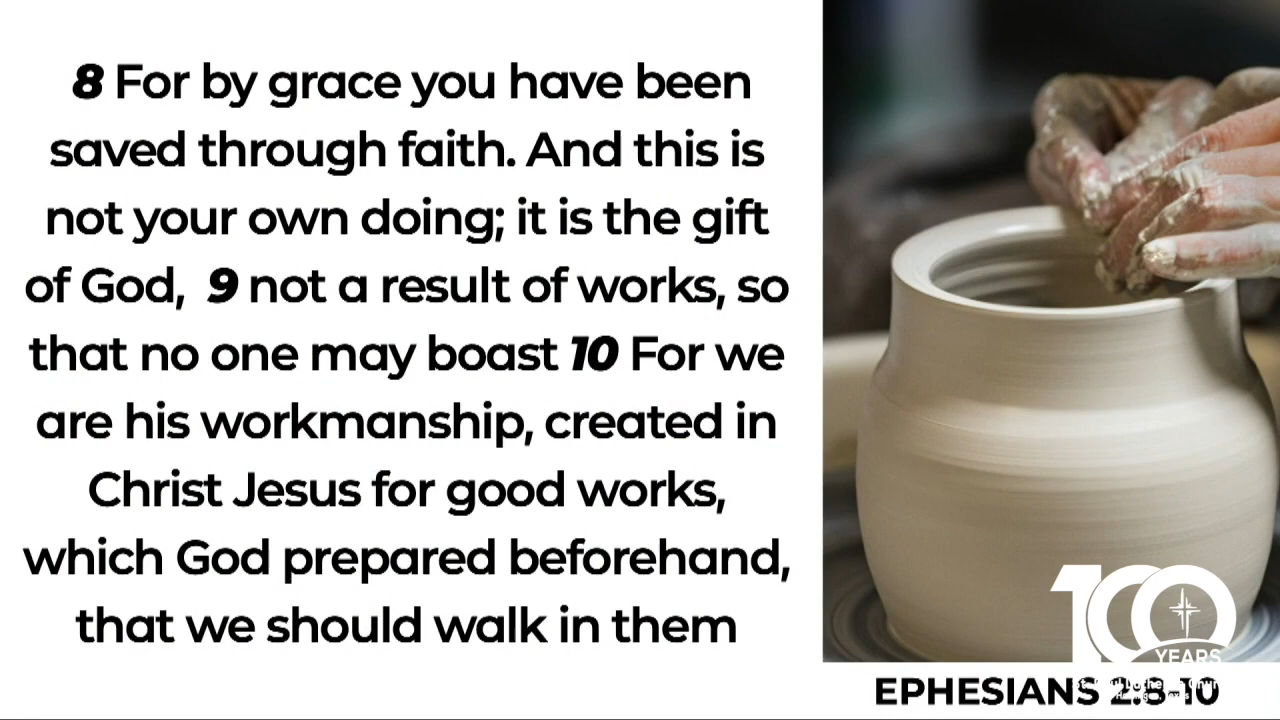 8 For by grace you have been
saved through faith. And this is
not your own doing; it is the gift
of God, 9 not a result of works, so
that no one may boast 10 For we
are his workmanship, created in
Christ Jesus for good works,
which God prepared beforehand,
that we should walk in them
100
YEARS
EPHESIANS 2:8-10